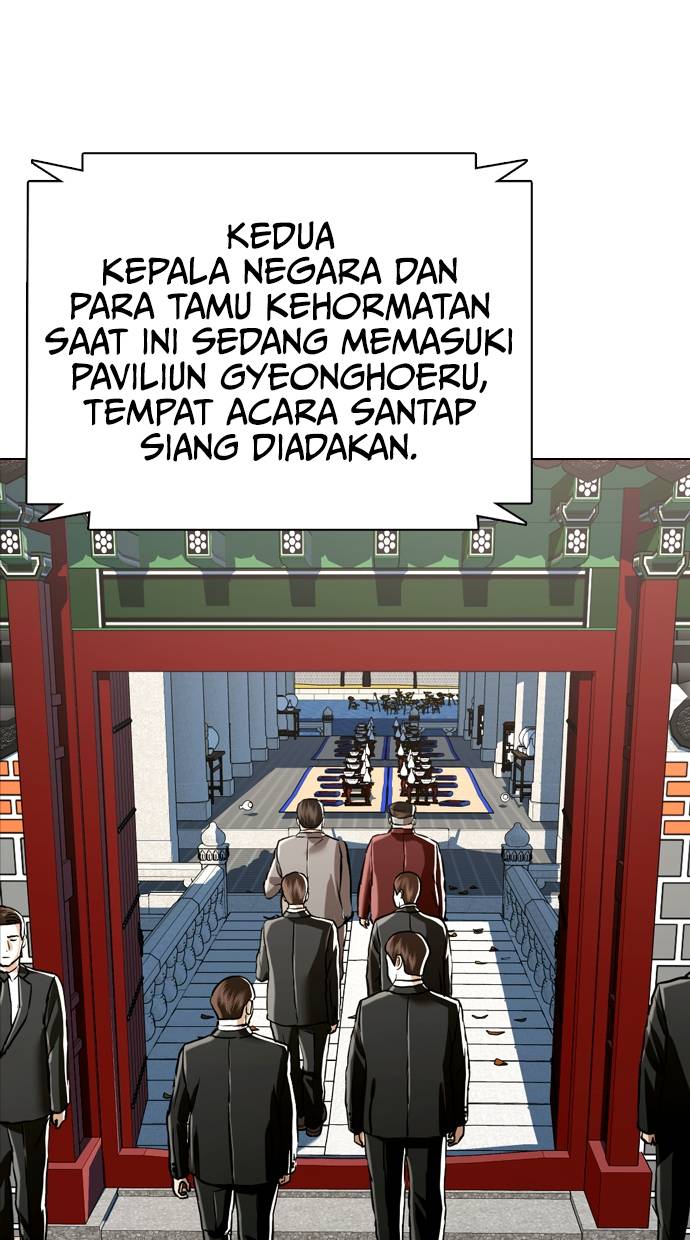 KEDUA
KEPALA NEGARA DAN
PARA TAMU KEHORMATAN
SAAT INI SEDANG MEMASUKI
PAVILIUN GYEONGHOERU,
TEMPAT ACARA SANTAP
SIANG DIADAKAN.